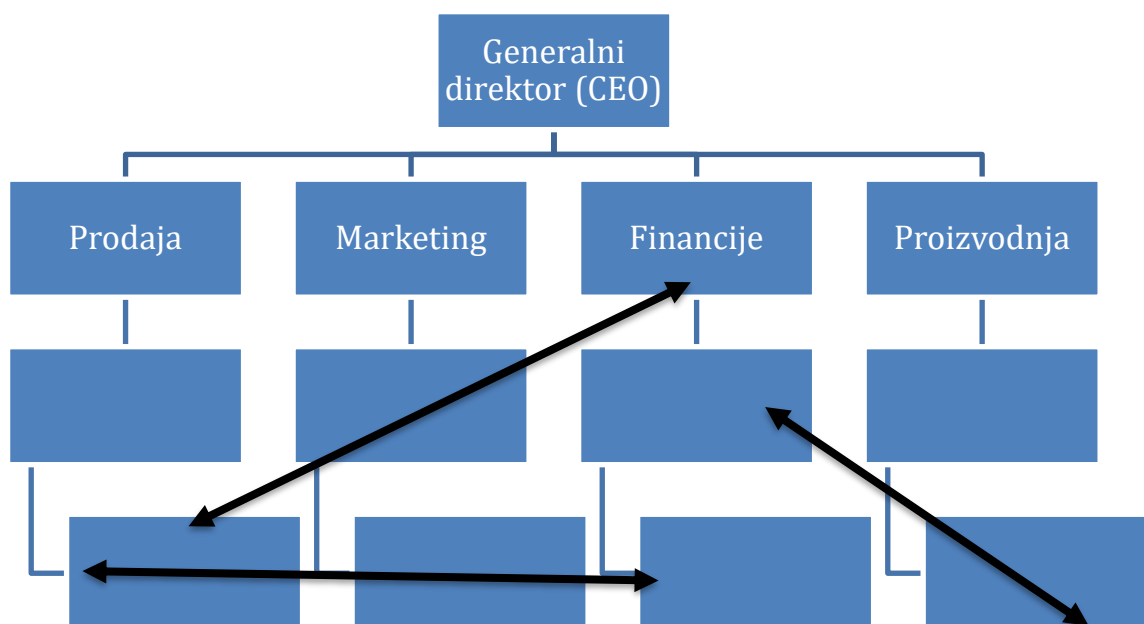 Generalni
direktor (CEO)
Prodaja
Marketing
Financije
Proizvodnja